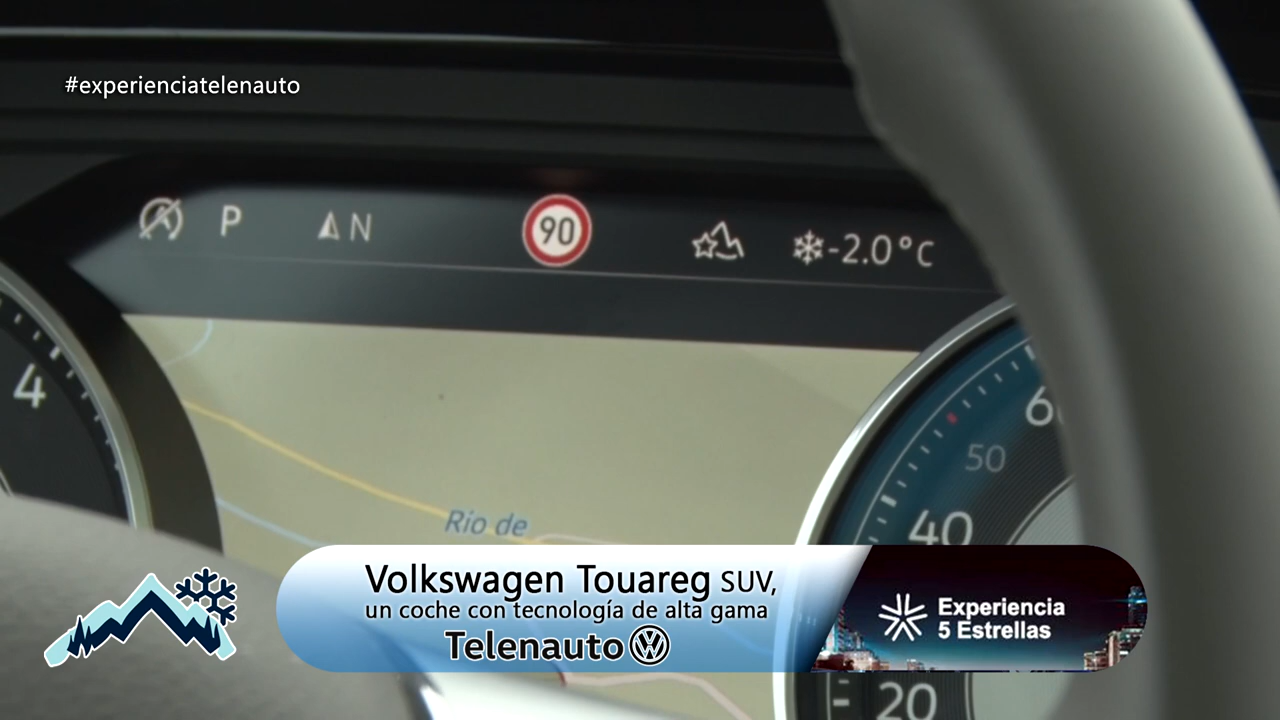 #experienciatelenauto
P
N
90
-2.0°C
4
60
50
40
Rio de
20
Volkswagen Touareg SUV,
un coche con tecnología de alta gama
Telenauto
Experiencia
5 Estrellas